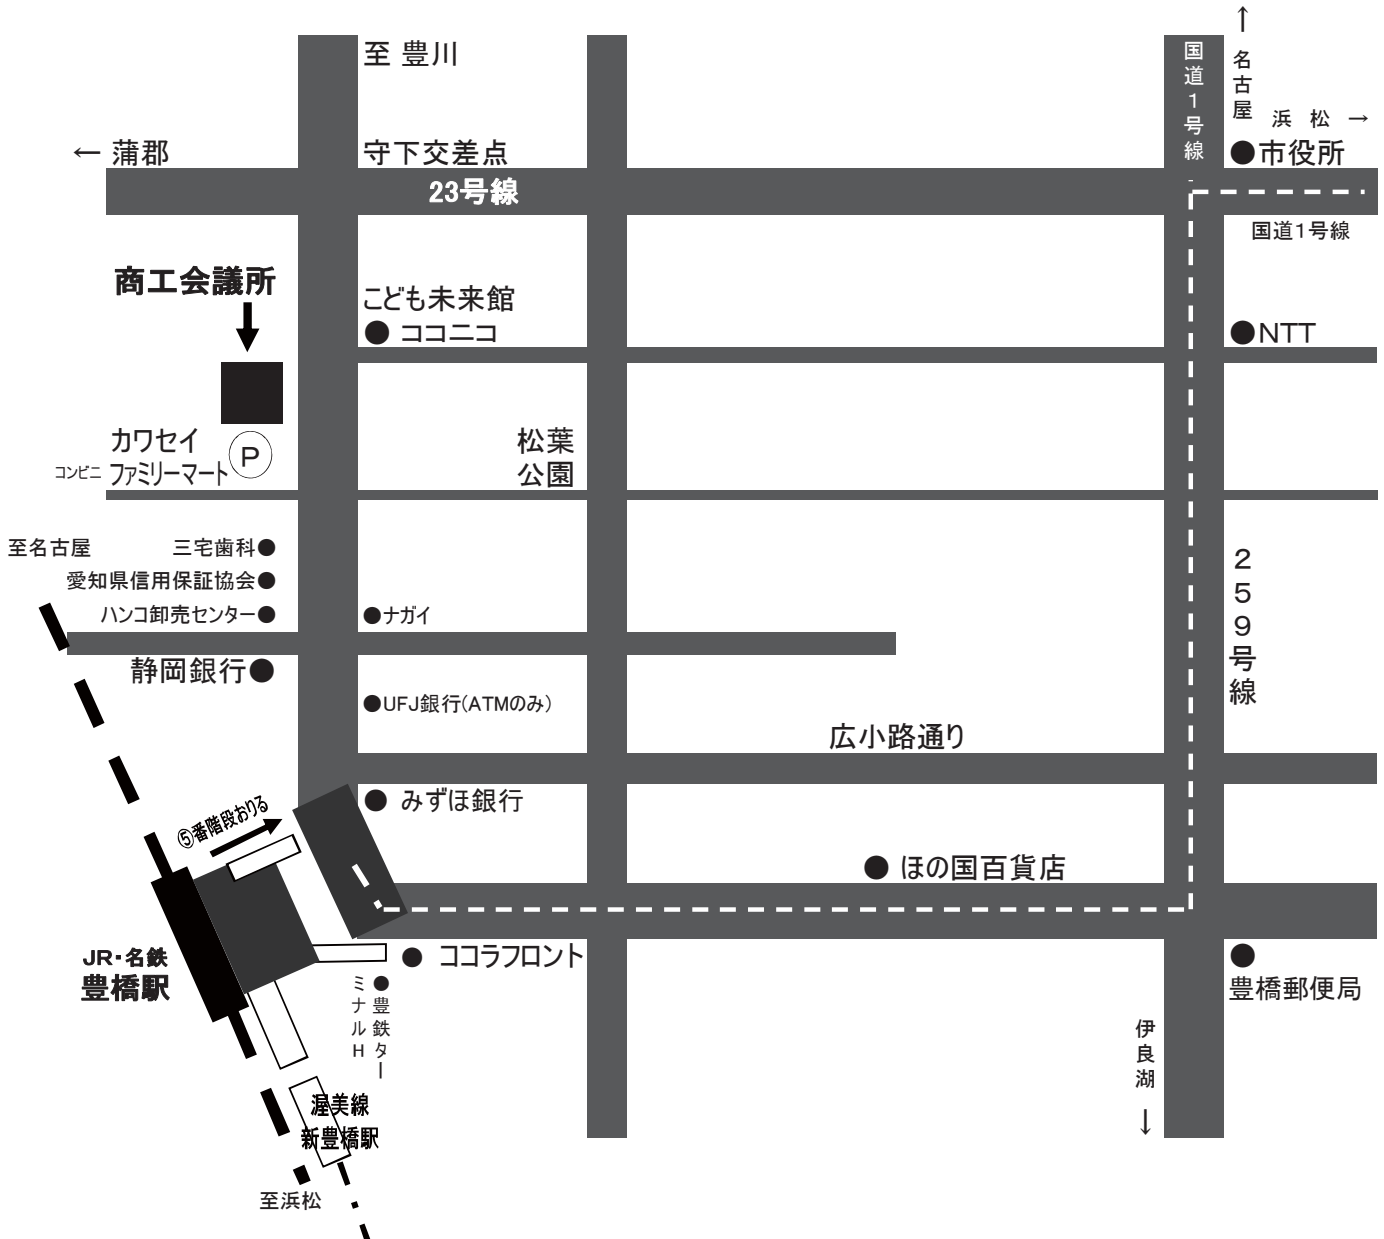 至 豊川
国道1号線
↑
名古屋
浜 松 →
← 蒲郡
守下交差点
●市役所
23号線
国道1号線
商工会議所
こども未来館
● ココニコ
●NTT
カワセイ
コンビニ ファミリーマート
P
松葉
公園
至名古屋
三宅歯科●
愛知県信用保証協会●
ハンコ卸売センター●
●ナガイ
259号線
静岡銀行●
●UFJ銀行(ATMのみ)
広小路通り
● みずほ銀行
⑤番階段おりる
● ほの国百貨店
JR・名鉄
豊橋駅
● ココラフロント
●豊鉄ター
ミナルH
●
豊橋郵便局
伊良湖
↓
渥美線
新豊橋駅
至浜松